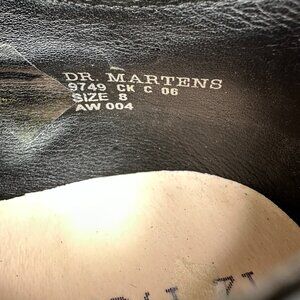 DR. MARTENS
9749 CK C 06
SIZE 8
AW 004